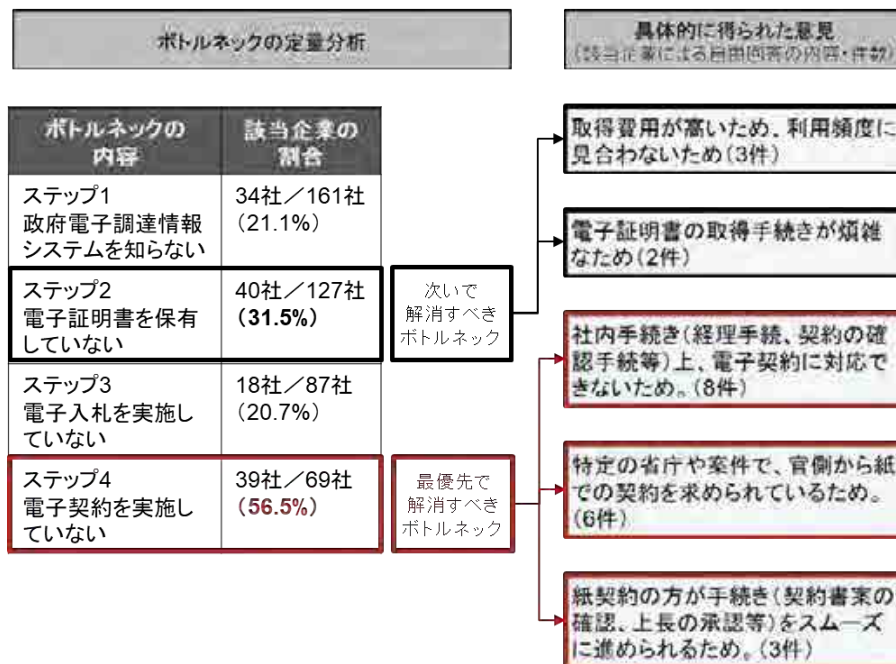 ボトルネックの定量分析
具体的に得られた意見
(該当企業による自由回答の内容・件数)
ボトルネックの
内容
該当企業の
割合
ステップ1
政府電子調達情報
システムを知らない
34社／161社
(21.1%)
ステップ2
電子証明書を保有
していない
40社／127社
(31.5%)
次いで
解消すべき
ボトルネック
ステップ3
電子入札を実施し
ていない
18社／87社
(20.7%)
ステップ4
電子契約を実施し
ていない
39社／69社
(56.5%)
最優先で
解消すべき
ボトルネック
取得費用が高いため、利用頻度に
見合わないため(3件)
電子証明書の取得手続きが煩雑
なため(2件)
社内手続き(経理手続、契約の確
認手続等)上、電子契約に対応で
きないため。(8件)
特定の省庁や案件で、官側から紙
での契約を求められているため。
(6件)
紙契約の方が手続き(契約書案の
確認、上長の承認等)をスムーズ
に進められるため。(3件)